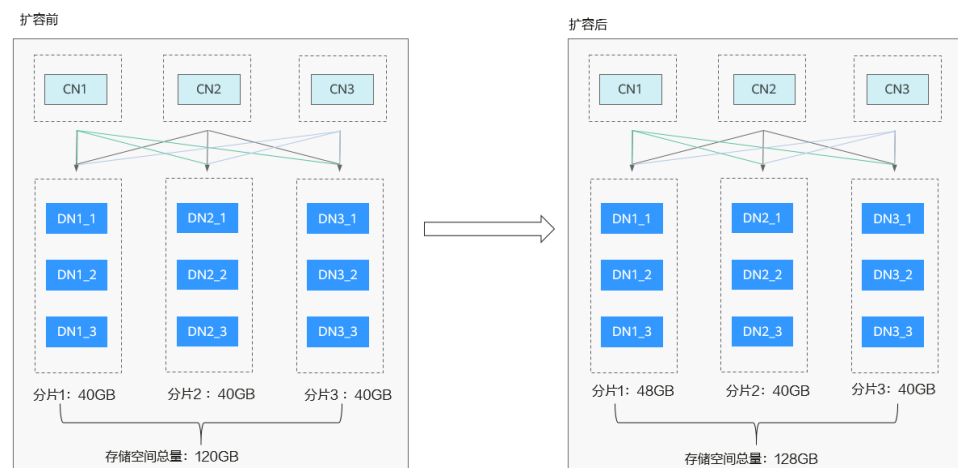 扩容前
扩容后
CN1 CN2 CN3
CN1 CN2 CN3
DN1_1 DN2_1 DN3_1
DN1_1 DN2_1 DN3_1
DN1_2 DN2_2 DN3_2
DN1_2 DN2_2 DN3_2
DN1_3 DN2_3 DN3_3
DN1_3 DN2_3 DN3_3
分片1：40GB 分片2 ：40GB 分片3 ：40GB
分片1：48GB 分片2：40GB 分片3：40GB
存储空间总量：120GB
存储空间总量：128GB